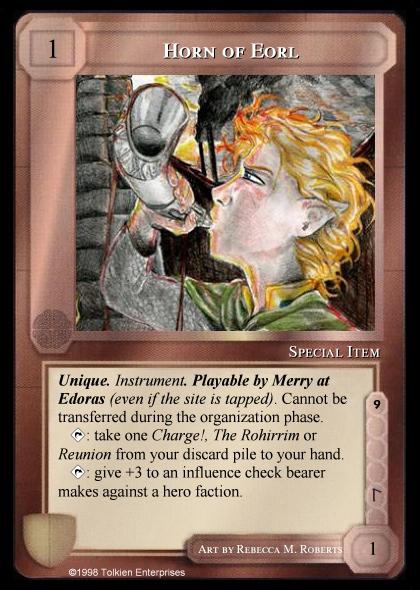 1
HORN OF EORL
SPECIAL ITEM
Unique. Instrument. Playable by Merry at
Edoras (even if the site is tapped). Cannot be
transferred during the organization phase.
: take one Charge!, The Rohirrim or
Reunion from your discard pile to your hand.
: give +3 to an influence check bearer
makes against a hero faction.
9
ART BY REBECCA M. ROBERTS
1
©1998 Tolkien Enterprises